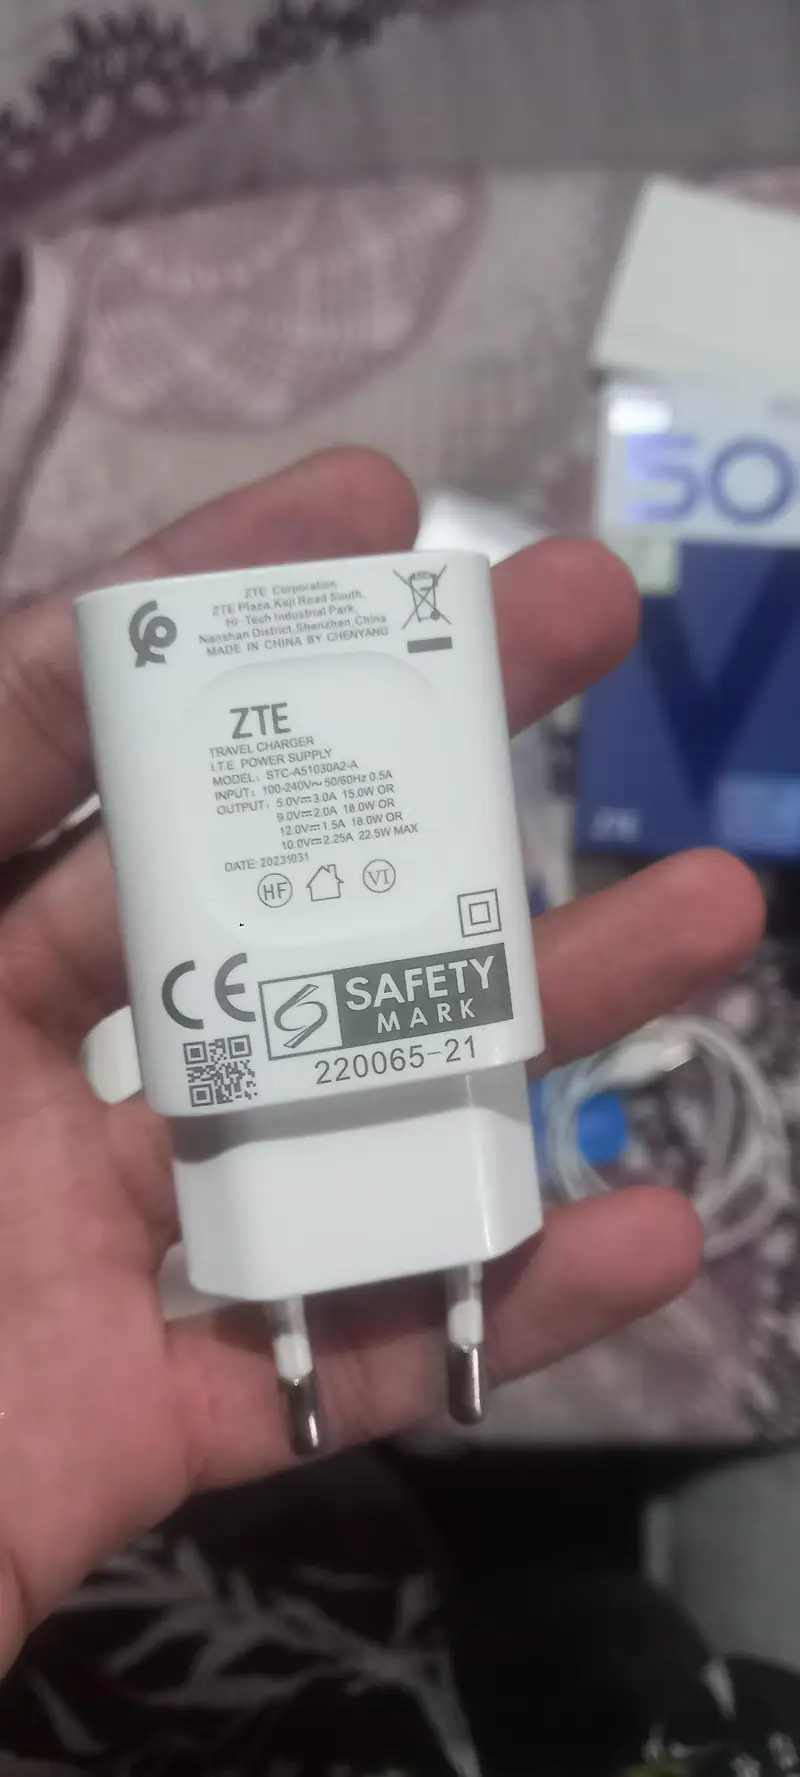 ZTE Corporation
ZTE Plaza,Keji Road South,
Hi-Tech Industrial Park,
Nanshan District,Shenzhen,China
MADE IN CHINA BY CHENYANG
ZTE
TRAVEL CHARGER
I.T.E POWER SUPPLY
MODEL: STC-A51030A2-A
INPUT: 100-240V~50/60Hz 0.5A
OUTPUT: 5.0V⎓3.0A 15.0W OR
9.0V⎓2.0A 18.0W OR
12.0V⎓1.5A 18.0W OR
10.0V⎓2.25A 22.5W MAX
DATE: 20231031
HF VI
CE
SAFETY
MARK
220065-21
50
V
ZTE